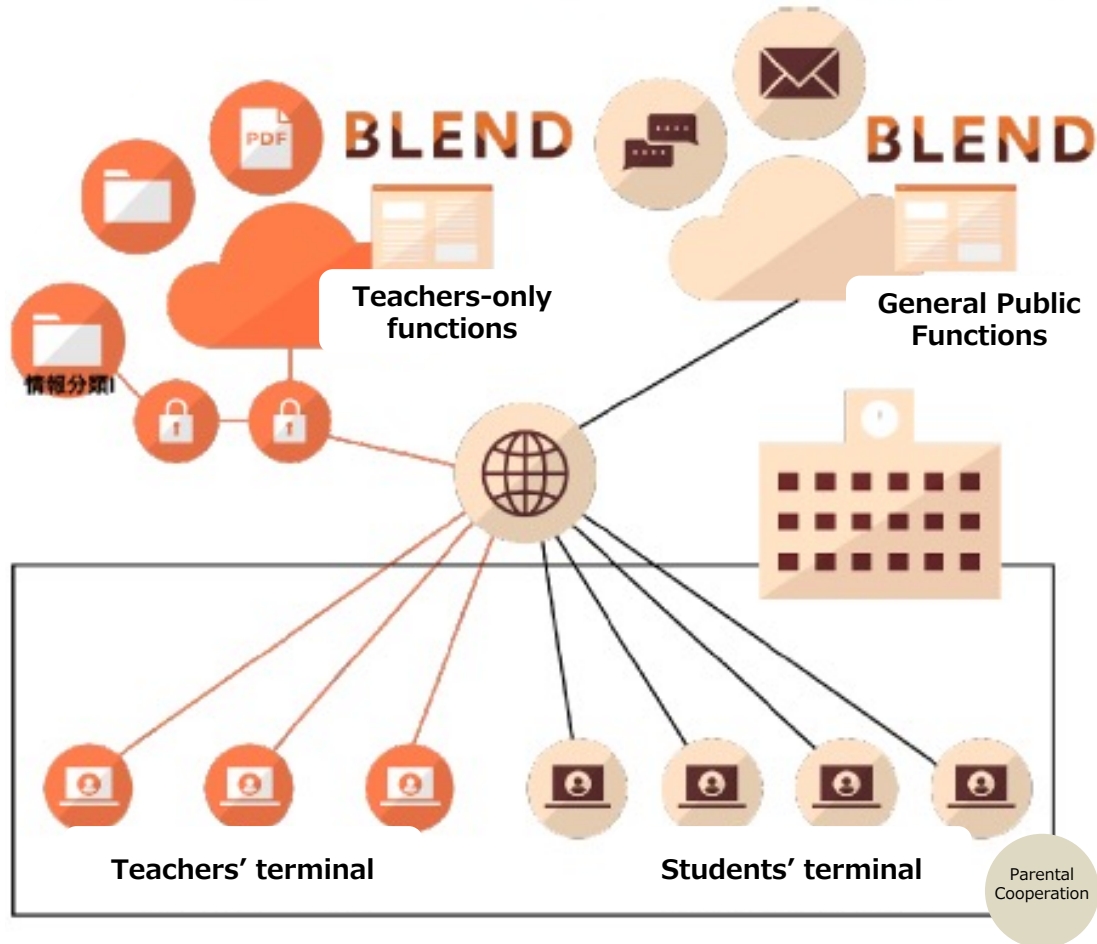 PDF
BLEND
BLEND
Teachers-only
functions
General Public
Functions
情報分類I
Teachers’ terminal
Students’ terminal
Parental
Cooperation